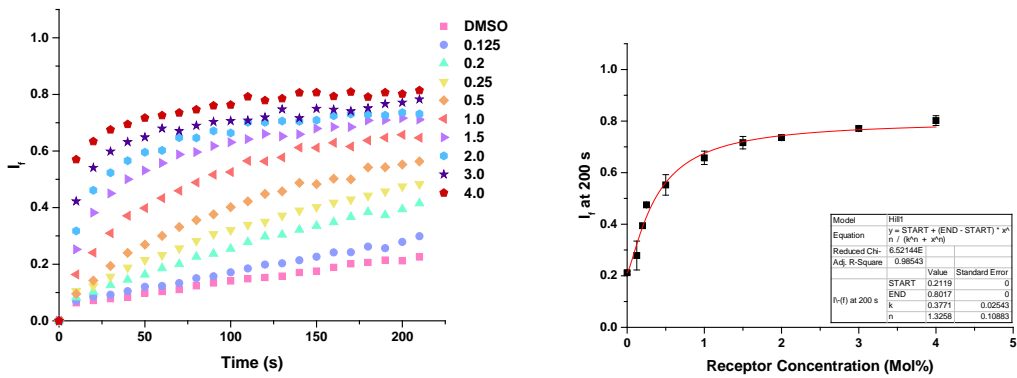 1.0
0.8
0.6
0.4
0.2
0.0
I_f
0 50 100 150 200
Time (s)
DMSO
0.125
0.2
0.25
0.5
1.0
1.5
2.0
3.0
4.0
1.0
0.8
0.6
0.4
0.2
0.0
I_f at 200 s
0 1 2 3 4 5
Receptor Concentration (Mol%)
Model Hill1
Equation y = START + (END - START) * x^
n / (k^n + x^n)
Reduced Chi- 6.52144E
Adj. R-Square 0.98543
Value Standard Error
I\-(f) at 200 s START 0.2119 0
END 0.8017 0
k 0.3771 0.02543
n 1.3258 0.10883